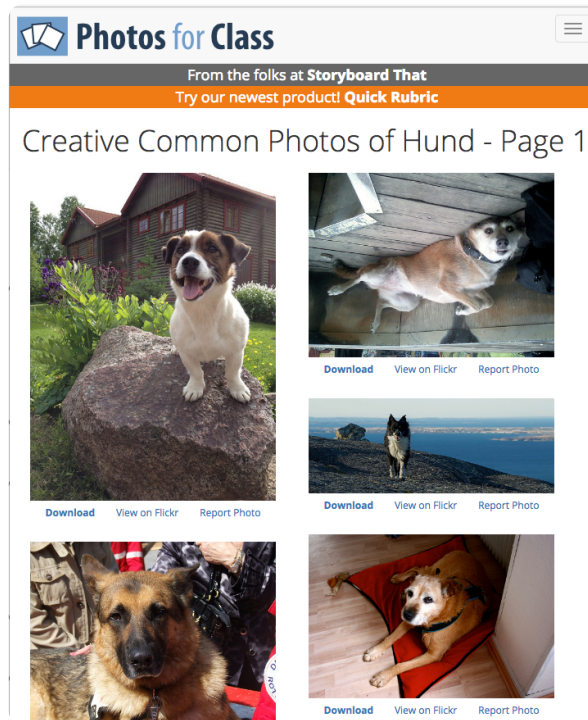 Photos for Class
From the folks at Storyboard That
Try our newest product! Quick Rubric
Creative Common Photos of Hund - Page 1
Download View on Flickr Report Photo
Download View on Flickr Report Photo
Download View on Flickr Report Photo
Download View on Flickr Report Photo